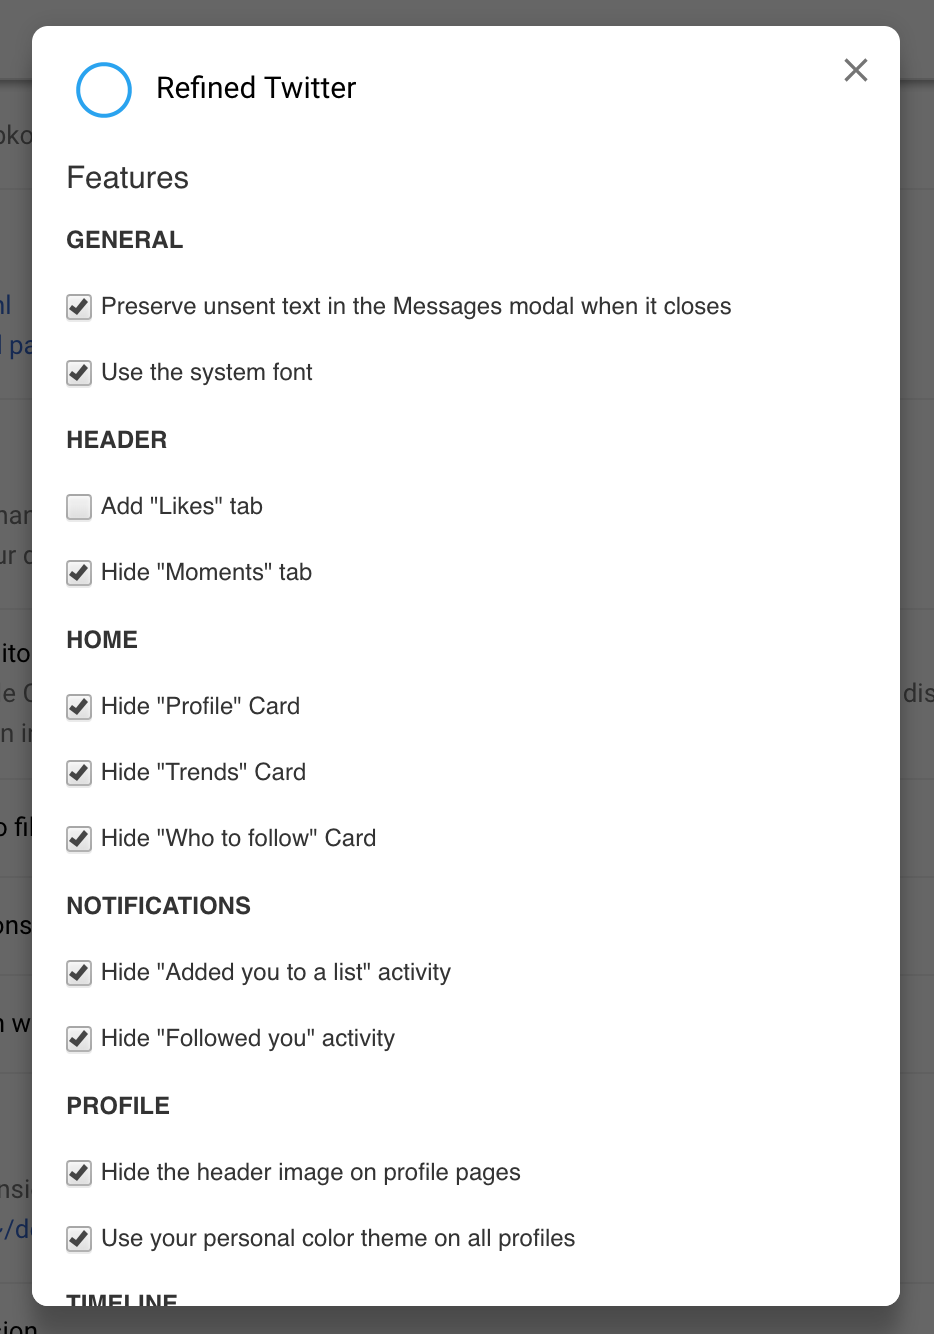 Refined Twitter
Features
GENERAL
Preserve unsent text in the Messages modal when it closes
Use the system font
HEADER
Add "Likes" tab
Hide "Moments" tab
HOME
Hide "Profile" Card
Hide "Trends" Card
Hide "Who to follow" Card
NOTIFICATIONS
Hide "Added you to a list" activity
Hide "Followed you" activity
PROFILE
Hide the header image on profile pages
Use your personal color theme on all profiles
TIMELINE